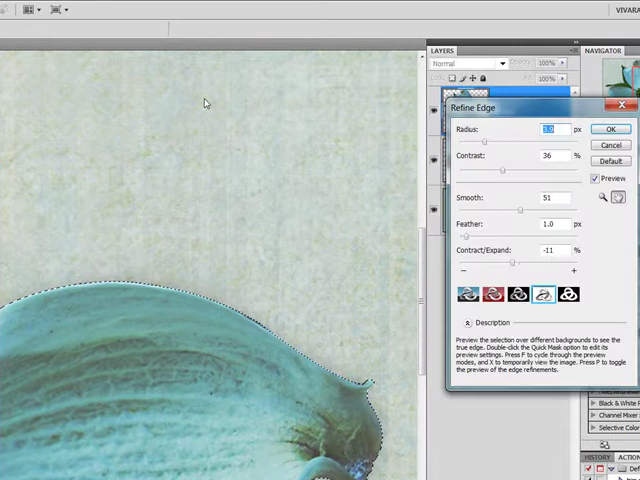 VIVARA
LAYERS
NAVIGATOR
Normal
Opacity: 100%
Lock:
Fill: 100%
Refine Edge
Radius:
px
OK
Contrast:
36
%
Cancel
Default
Preview
Smooth:
51
Feather:
1.0
px
Contract/Expand:
-11
%
Description
Preview the selection over different backgrounds to see the
true edge. Double-click the Quick Mask option to edit its
preview settings. Press F to cycle through the preview
modes, and X to temporarily view the image. Press P to toggle
the preview of the edge refinements.
Black & White P
Channel Mixer
Selective Color
HISTORY
ACTION
Def